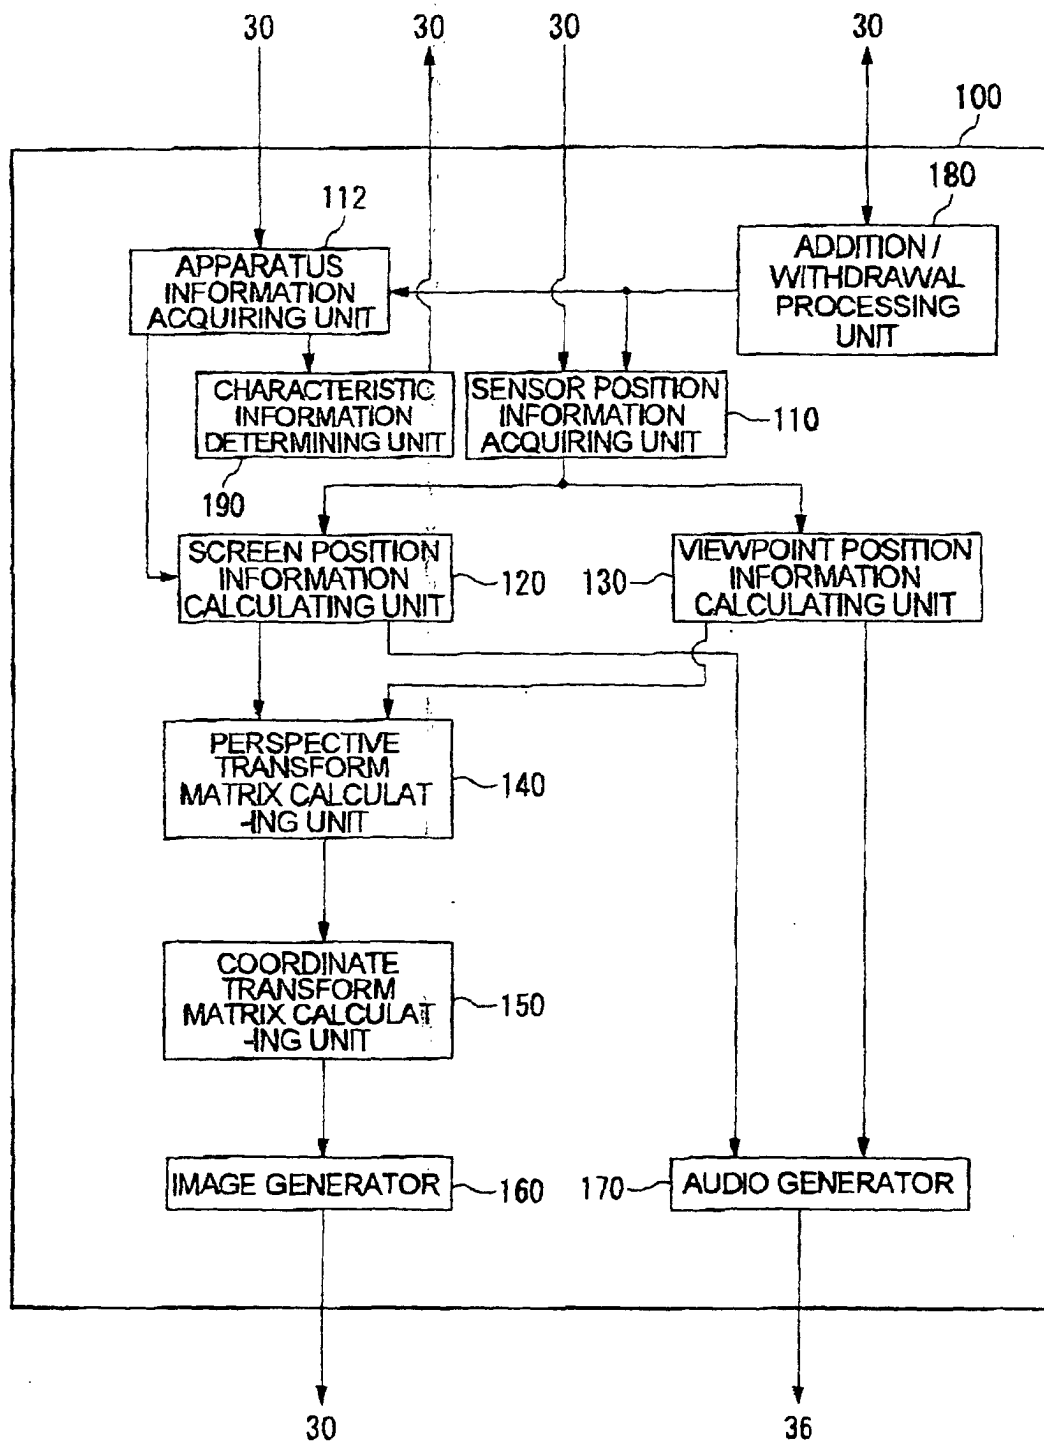 30
30
30
30
100
112
180
APPARATUS
INFORMATION
ACQUIRING UNIT
ADDITION /
WITHDRAWAL
PROCESSING
UNIT
CHARACTERISTIC
INFORMATION
DETERMINING UNIT
SENSOR POSITION
INFORMATION
ACQUIRING UNIT
110
190
SCREEN POSITION
INFORMATION
CALCULATING UNIT
120
130
VIEWPOINT POSITION
INFORMATION
CALCULATING UNIT
PERSPECTIVE
TRANSFORM
MATRIX CALCULAT
-ING UNIT
140
COORDINATE
TRANSFORM
MATRIX CALCULAT
-ING UNIT
150
IMAGE GENERATOR
160
170
AUDIO GENERATOR
30
36